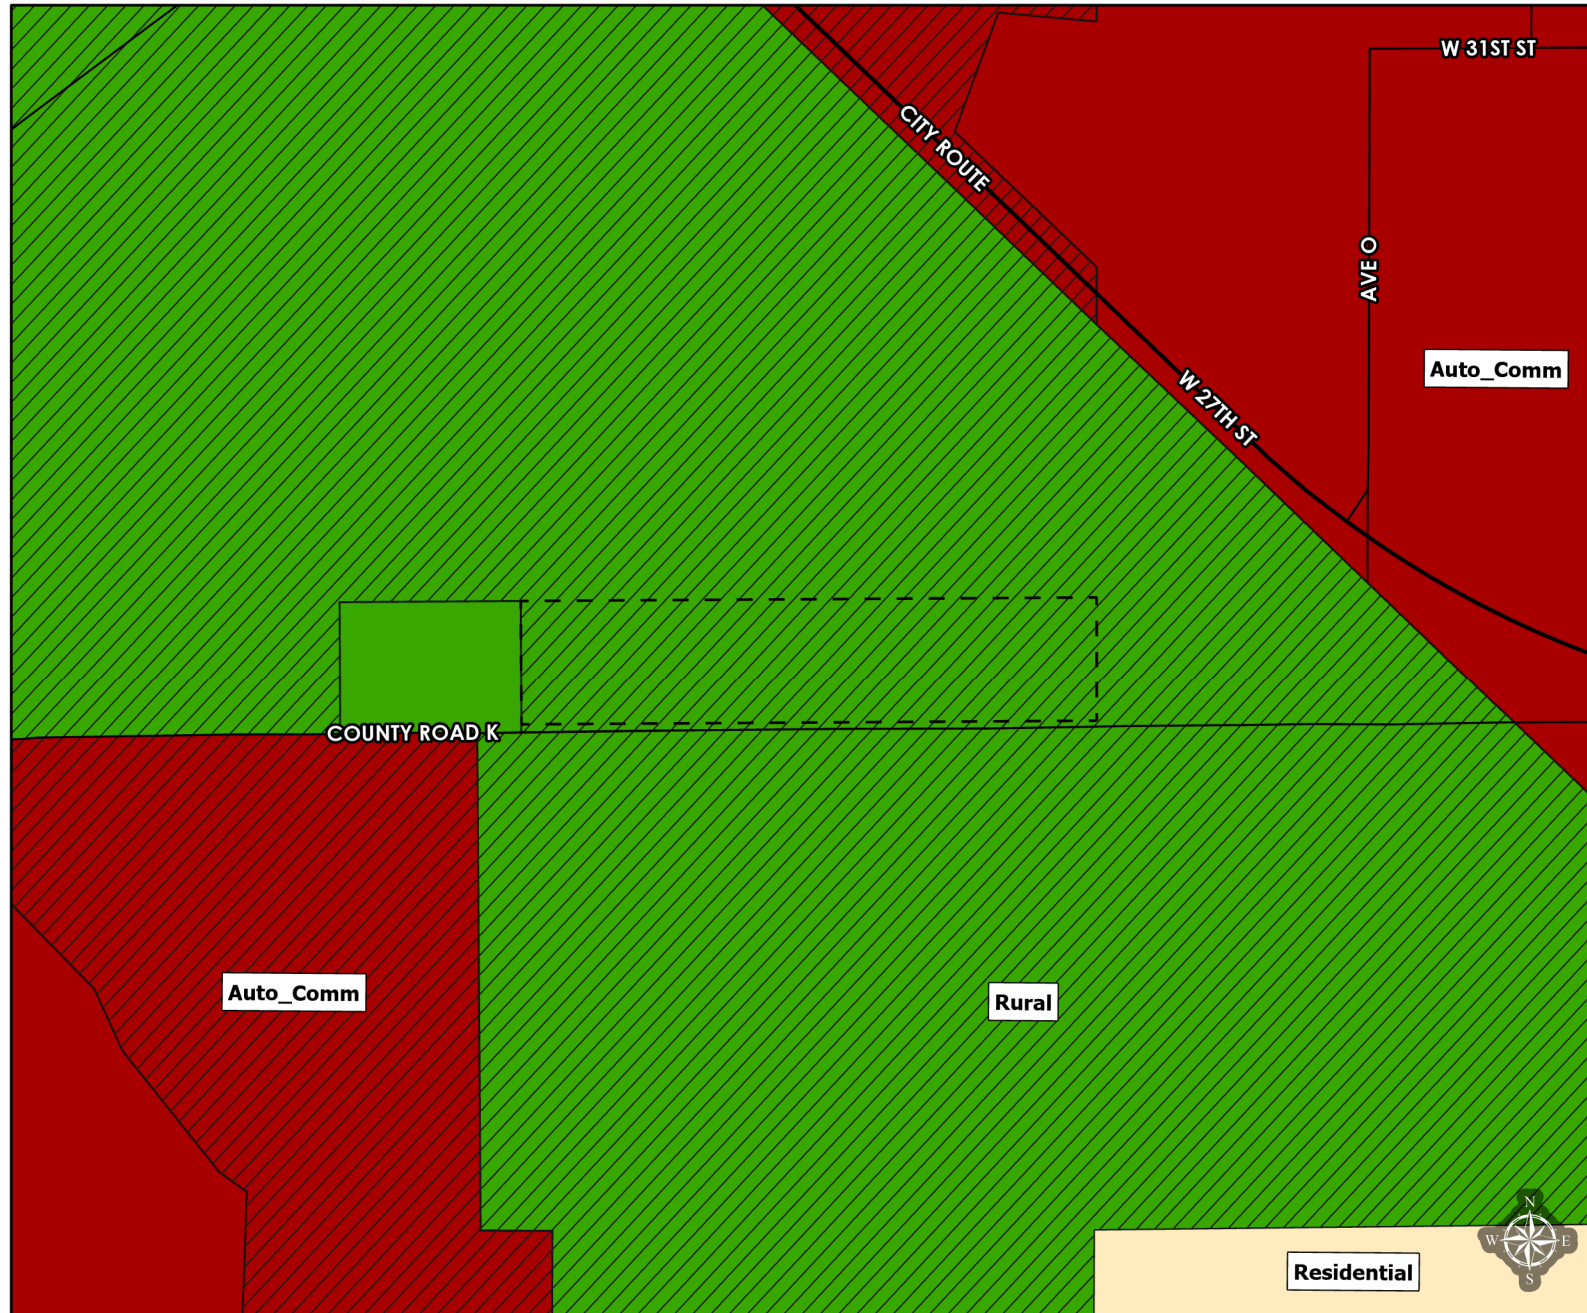 W 31ST ST
CITY ROUTE
AVE O
Auto_Comm
W 27TH ST
COUNTY ROAD K
Auto_Comm
Rural
N
W E
S
Residential